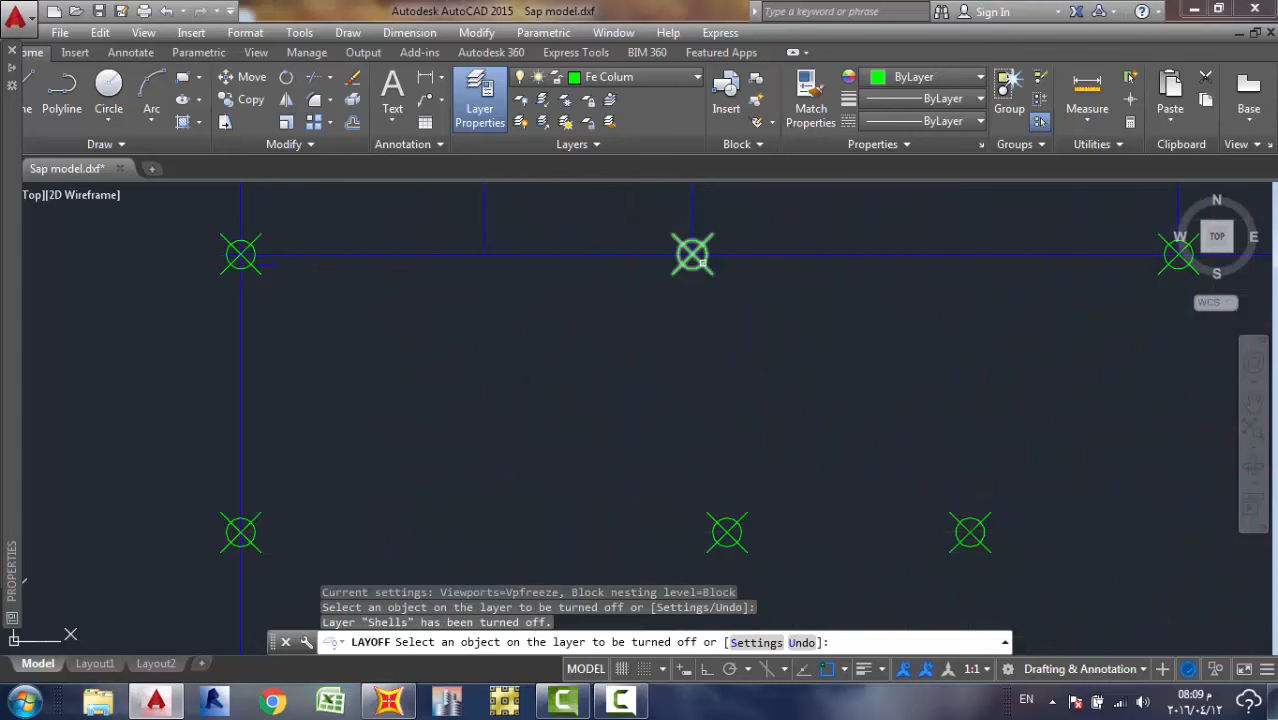 Autodesk AutoCAD 2015 Sap model.dxf
Type a keyword or phrase
Sign In
File Edit View Insert Format Tools Draw Dimension Modify Parametric Window Help Express
ome Insert Annotate Parametric View Manage Output Add-ins Autodesk 360 Express Tools BIM 360 Featured Apps
Polyline
Circle
Arc
Move
Copy
Text
Layer
Properties
Fe Colum
Insert
Match
Properties
ByLayer
ByLayer
ByLayer
Group
Measure
Paste
Base
Draw Modify Annotation Layers Block Properties Groups Utilities Clipboard View
Sap model.dxf*
Top][2D Wireframe]
N
W TOP E
S
WCS
PROPERTIES
Current settings: Viewports=Vpfreeze, Block nesting level=Block
Select an object on the layer to be turned off or [Settings/Undo]:
Layer "Shells" has been turned off.
LAYOFF Select an object on the layer to be turned off or [Settings Undo]:
Model Layout1 Layout2
MODEL
1:1
Drafting & Annotation
EN
08:09 م
٢٠١٦/٠٤/١٢